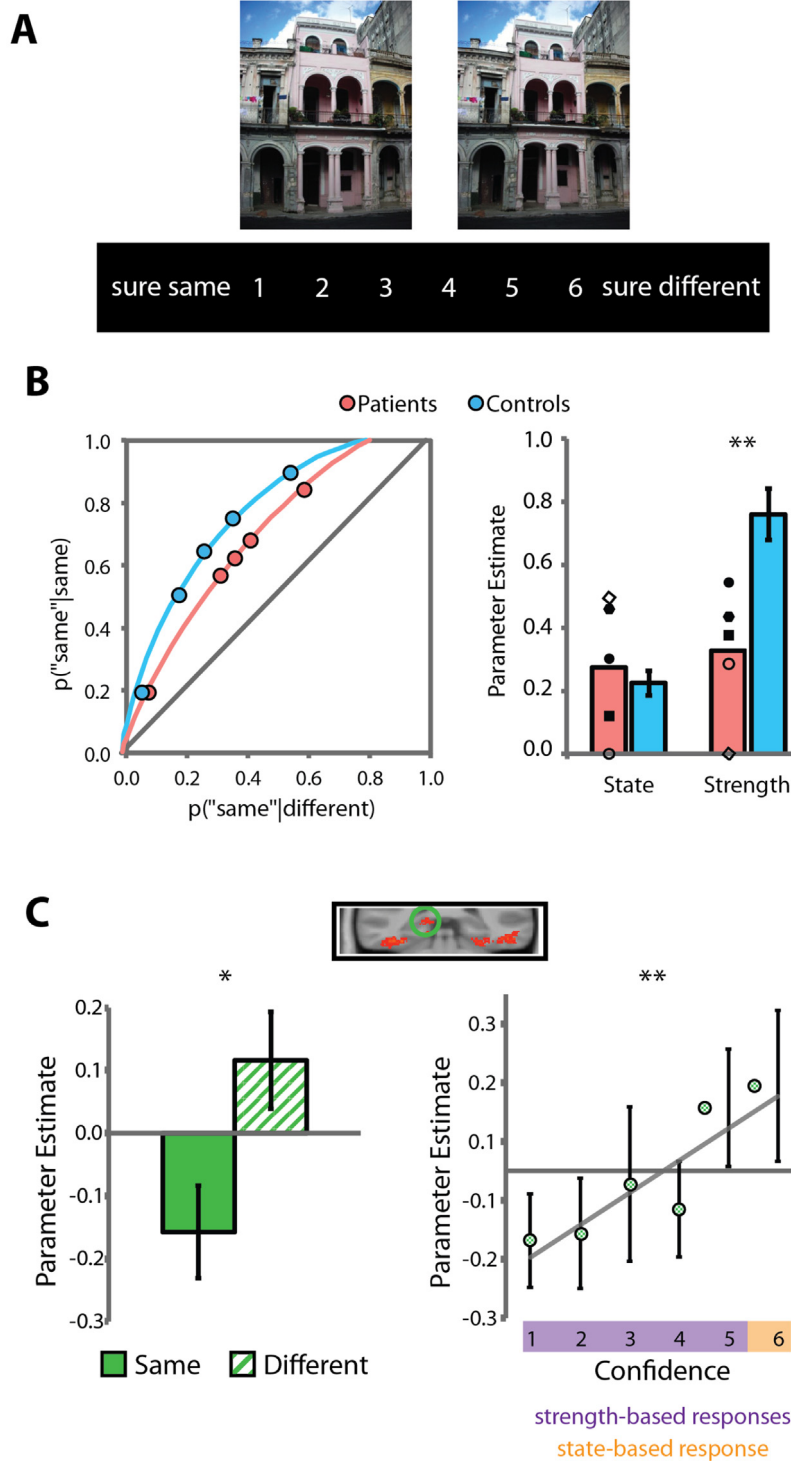 A
sure same 1 2 3 4 5 6 sure different
B
Patients Controls
1.0
0.8
0.6
0.4
0.2
0.0
p("same"|same)
0.0 0.2 0.4 0.6 0.8 1.0
p("same"|different)
**
1.0
0.8
0.6
0.4
0.2
0.0
Parameter Estimate
State Strength
C
*
0.2
0.1
0.0
-0.1
-0.2
-0.3
Parameter Estimate
Same Different
**
0.3
0.2
0.1
-0.1
-0.2
-0.3
Parameter Estimate
1 2 3 4 5 6
Confidence
strength-based responses
state-based response